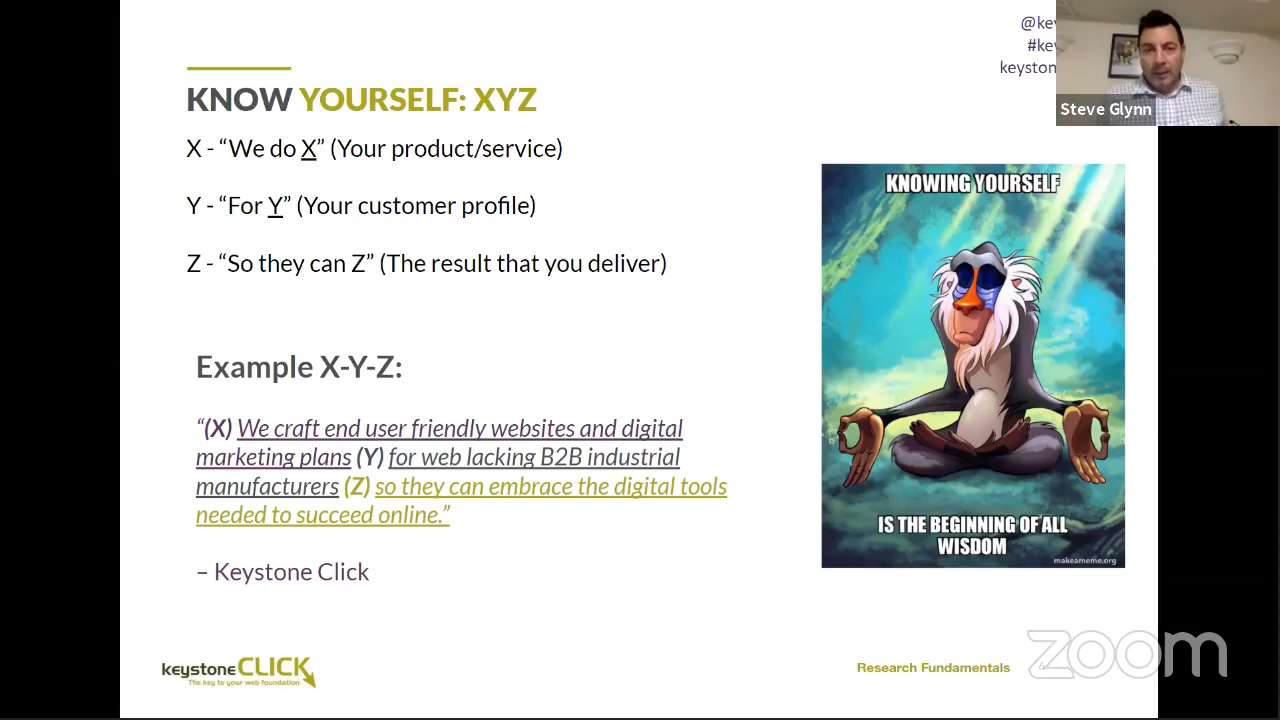 @key
#key
keystone
Steve Glynn
KNOW YOURSELF: XYZ
X - “We do X” (Your product/service)
Y - “For Y” (Your customer profile)
Z - “So they can Z” (The result that you deliver)
KNOWING YOURSELF
IS THE BEGINNING OF ALL
WISDOM
makeameme.org
Example X-Y-Z:
“(X) We craft end user friendly websites and digital
marketing plans (Y) for web lacking B2B industrial
manufacturers (Z) so they can embrace the digital tools
needed to succeed online.”
– Keystone Click
keystoneCLICK
The key to your web foundation
Research Fundamentals
zoom